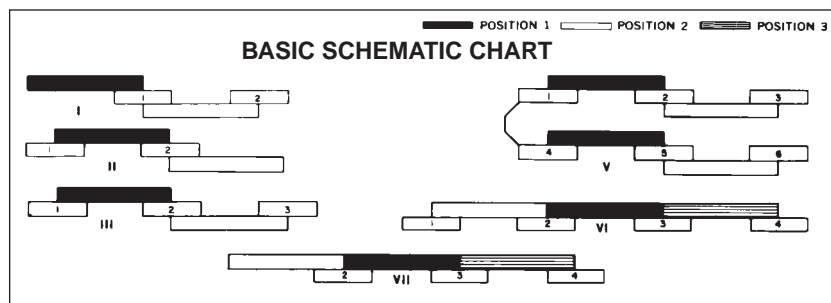 POSITION 1 POSITION 2 POSITION 3
BASIC SCHEMATIC CHART
1 2
I
1 2
II
1 2 3
III
1 2 3
4 5 6
V
1 2 3 4
VI
2 3 4
VII